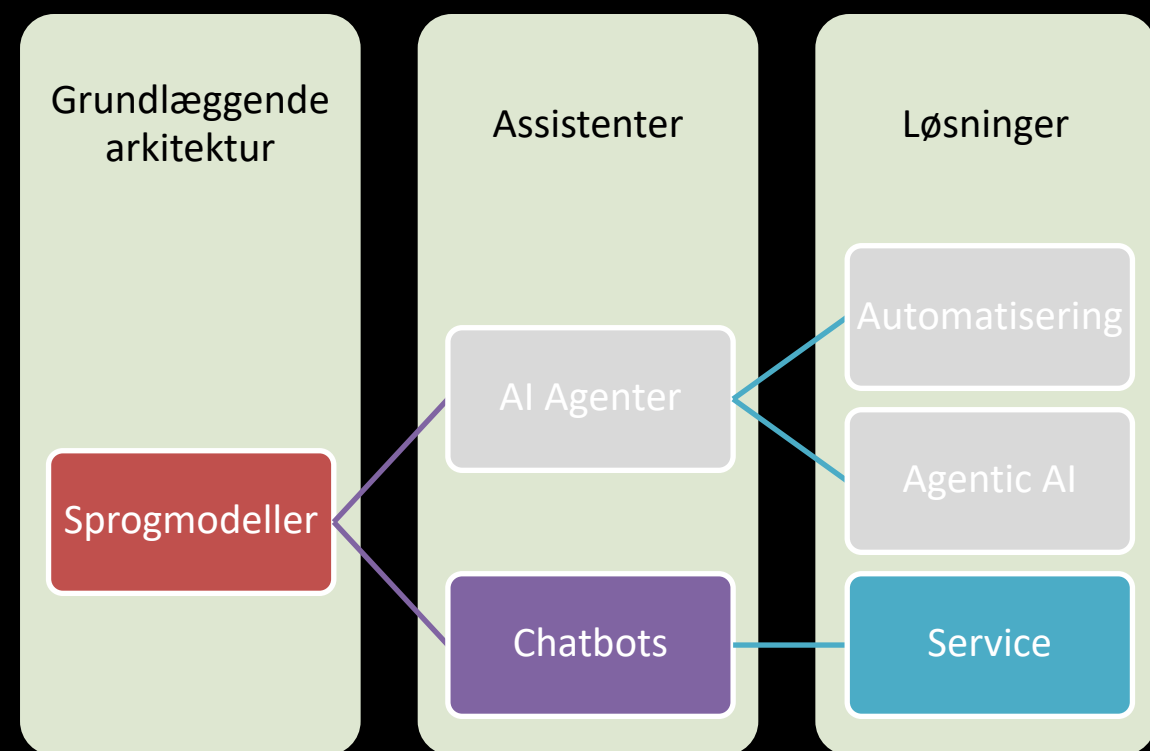 Grundlæggende
arkitektur
Assistenter
Løsninger
Sprogmodeller
AI Agenter
Chatbots
Automatisering
Agentic AI
Service